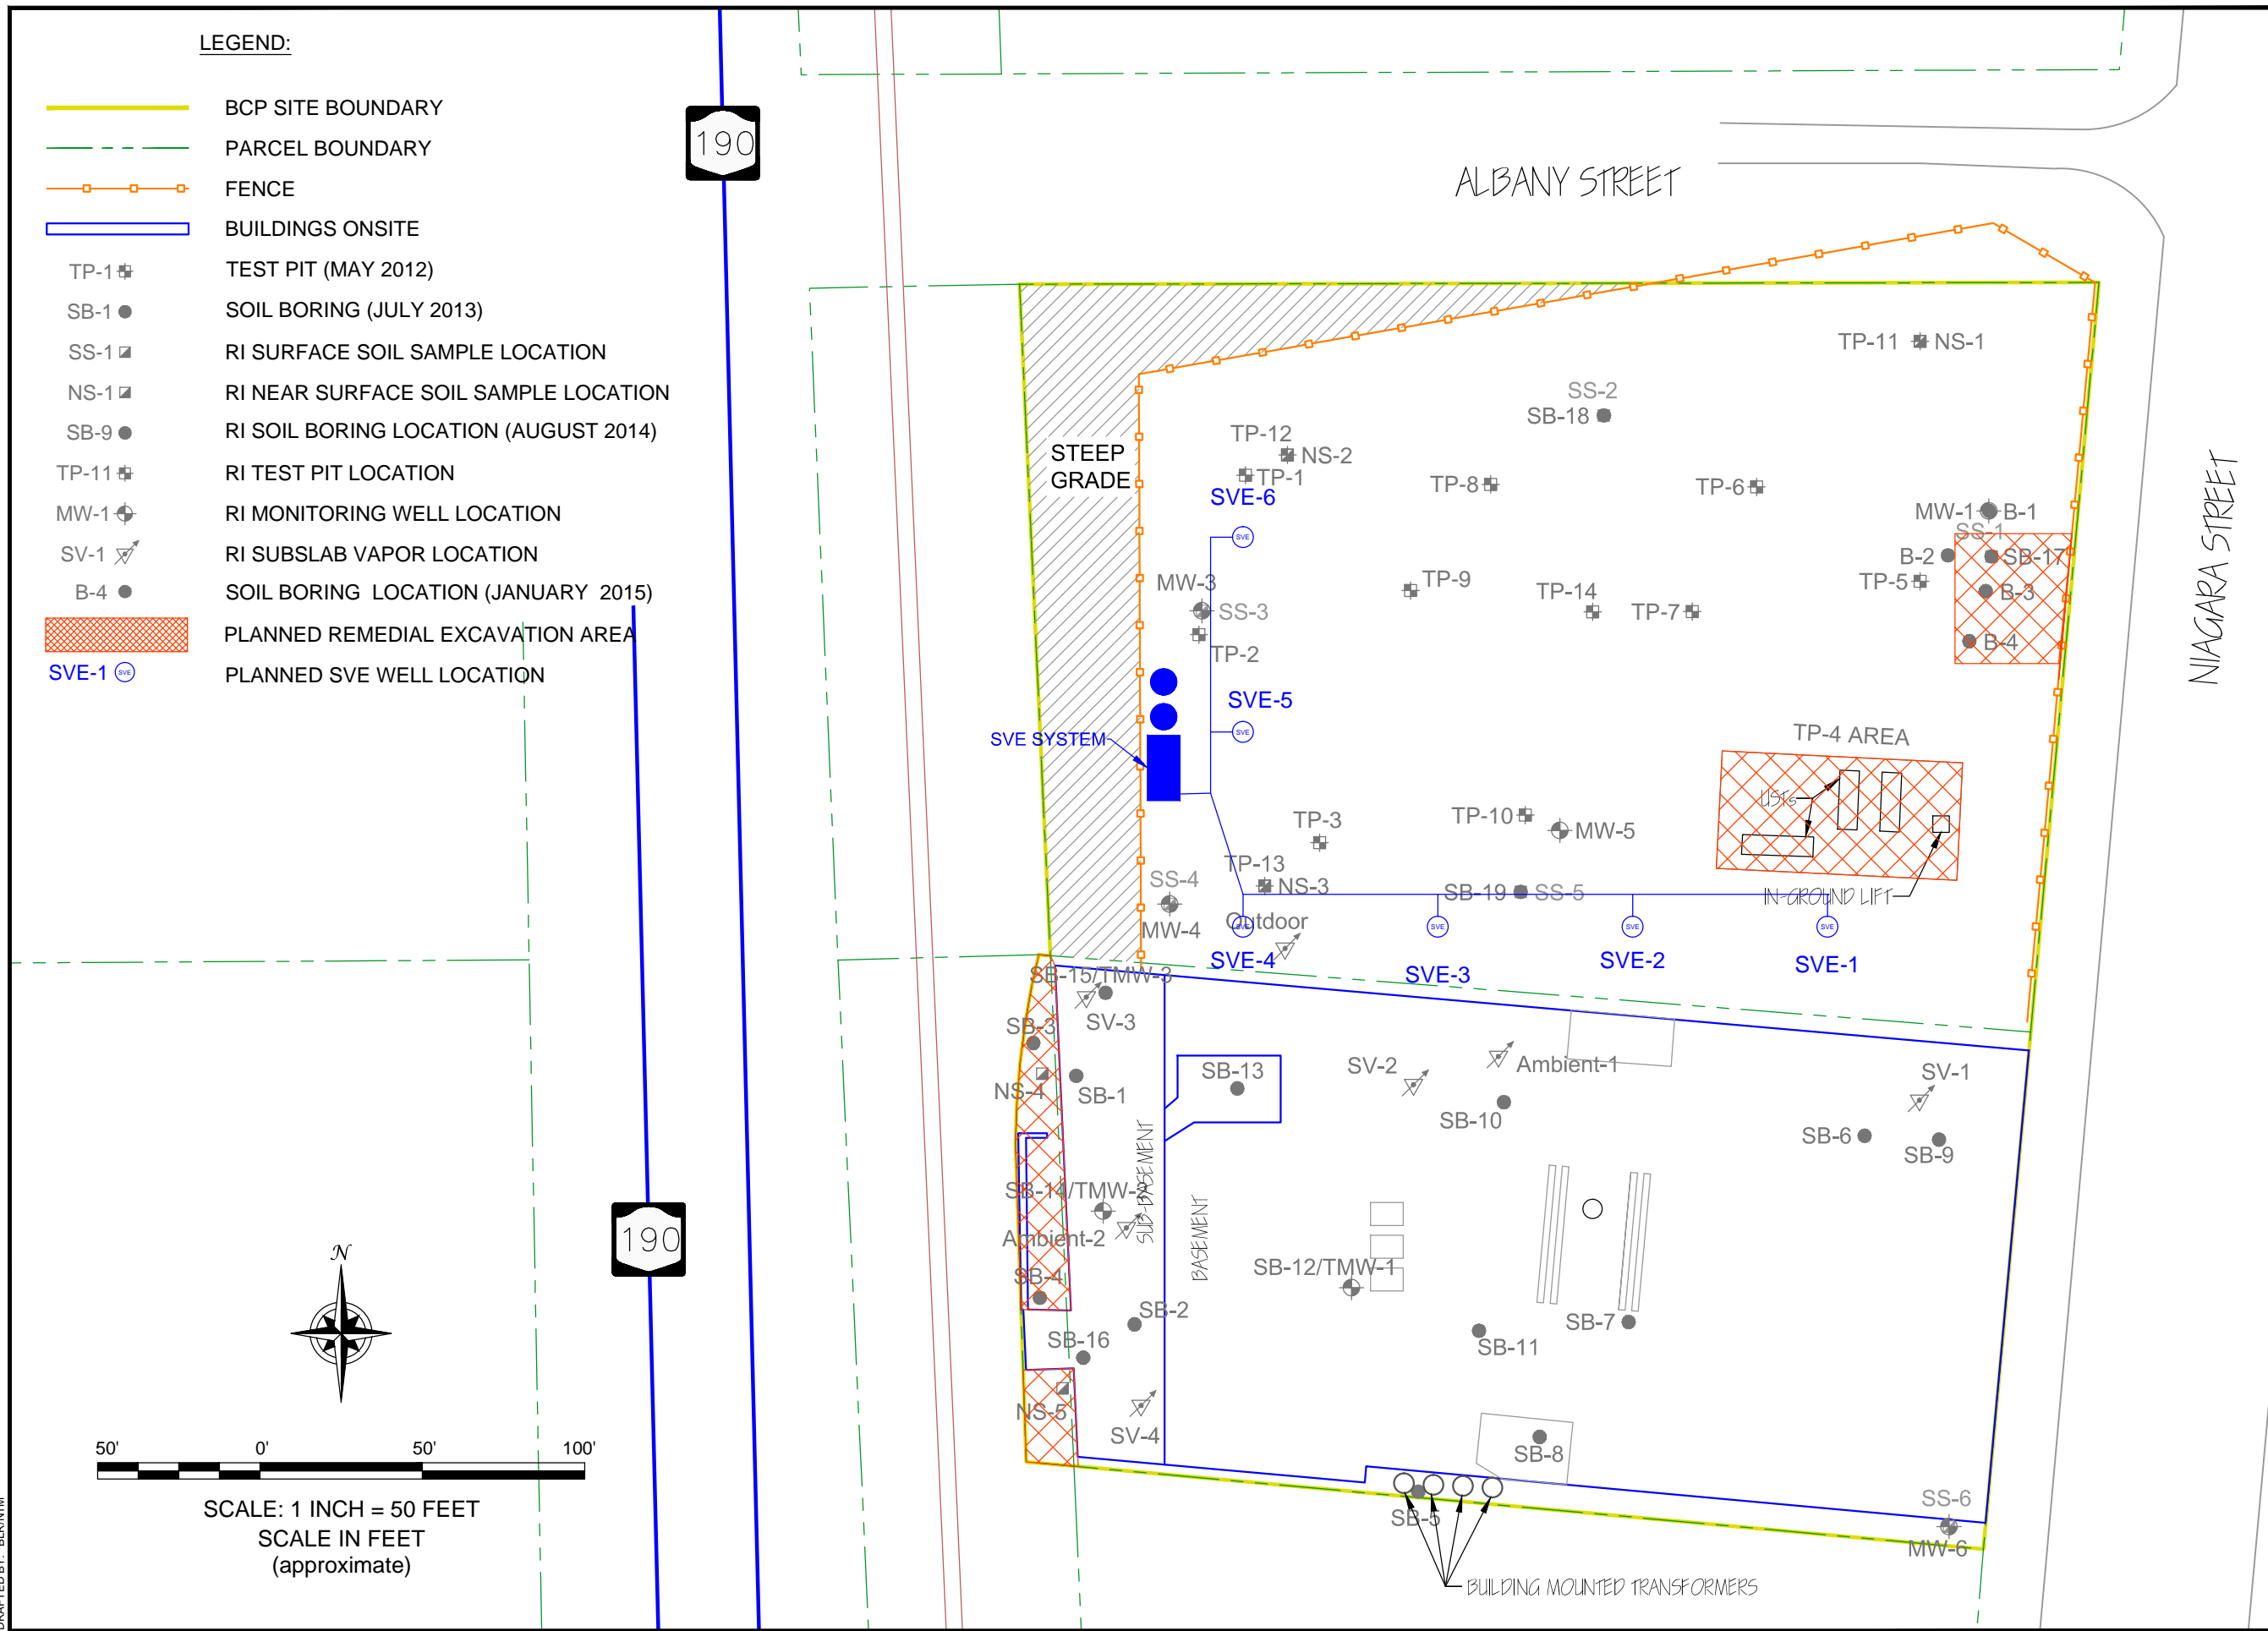 LEGEND:
BCP SITE BOUNDARY
PARCEL BOUNDARY
FENCE
BUILDINGS ONSITE
TP-1 TEST PIT (MAY 2012)
SB-1 SOIL BORING (JULY 2013)
SS-1 RI SURFACE SOIL SAMPLE LOCATION
NS-1 RI NEAR SURFACE SOIL SAMPLE LOCATION
SB-9 RI SOIL BORING LOCATION (AUGUST 2014)
TP-11 RI TEST PIT LOCATION
MW-1 RI MONITORING WELL LOCATION
SV-1 RI SUBSLAB VAPOR LOCATION
B-4 SOIL BORING LOCATION (JANUARY 2015)
PLANNED REMEDIAL EXCAVATION AREA
SVE-1 SVE PLANNED SVE WELL LOCATION
190
ALBANY STREET
NIAGARA STREET
TP-11 NS-1
SS-2
SB-18
TP-12
NS-2
TP-1
STEEP
GRADE
SVE-6
SVE
TP-8
TP-6
MW-1 B-1
SS-1
B-2 SB-17
TP-5
B-3
B-4
MW-3
SS-3
TP-2
TP-9
TP-14
TP-7
SVE-5
SVE
SVE SYSTEM
TP-4 AREA
USTs
IN-GROUND LIFT
TP-3
TP-10
MW-5
TP-13
NS-3
SS-4
MW-4
SB-19 SS-5
Outdoor
SVE
SVE
SVE
SVE
SVE-4
SVE-3
SVE-2
SVE-1
SB-15/TMW-3
SV-3
SB-3
NS-4
SB-1
SB-13
SV-2
Ambient-1
SB-10
SV-1
SB-6
SB-9
SUB-BASEMENT
BASEMENT
SB-14/TMW-2
Ambient-2
SB-4
SB-12/TMW-1
SB-2
SB-16
SB-11
SB-7
NS-5
SV-4
SB-8
SB-5
SS-6
MW-6
BUILDING MOUNTED TRANSFORMERS
190
N
50' 0' 50' 100'
SCALE: 1 INCH = 50 FEET
SCALE IN FEET
(approximate)